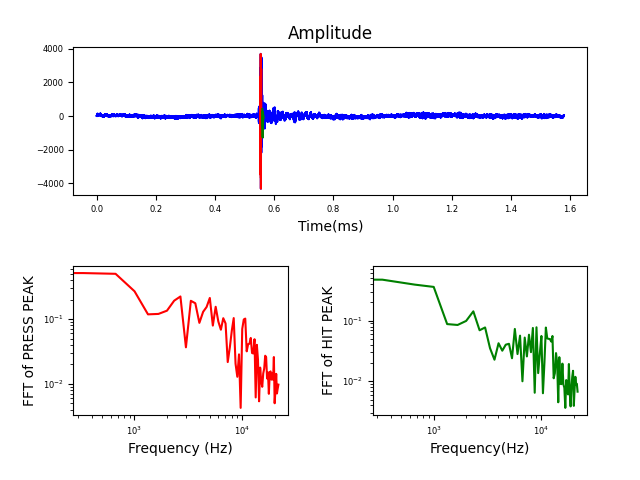 Amplitude
4000
2000
0
−2000
−4000
0.0 0.2 0.4 0.6 0.8 1.0 1.2 1.4 1.6
Time(ms)
FFT of PRESS PEAK
10⁻¹
10⁻²
10³ 10⁴
Frequency (Hz)
FFT of HIT PEAK
10⁻¹
10⁻²
10³ 10⁴
Frequency(Hz)